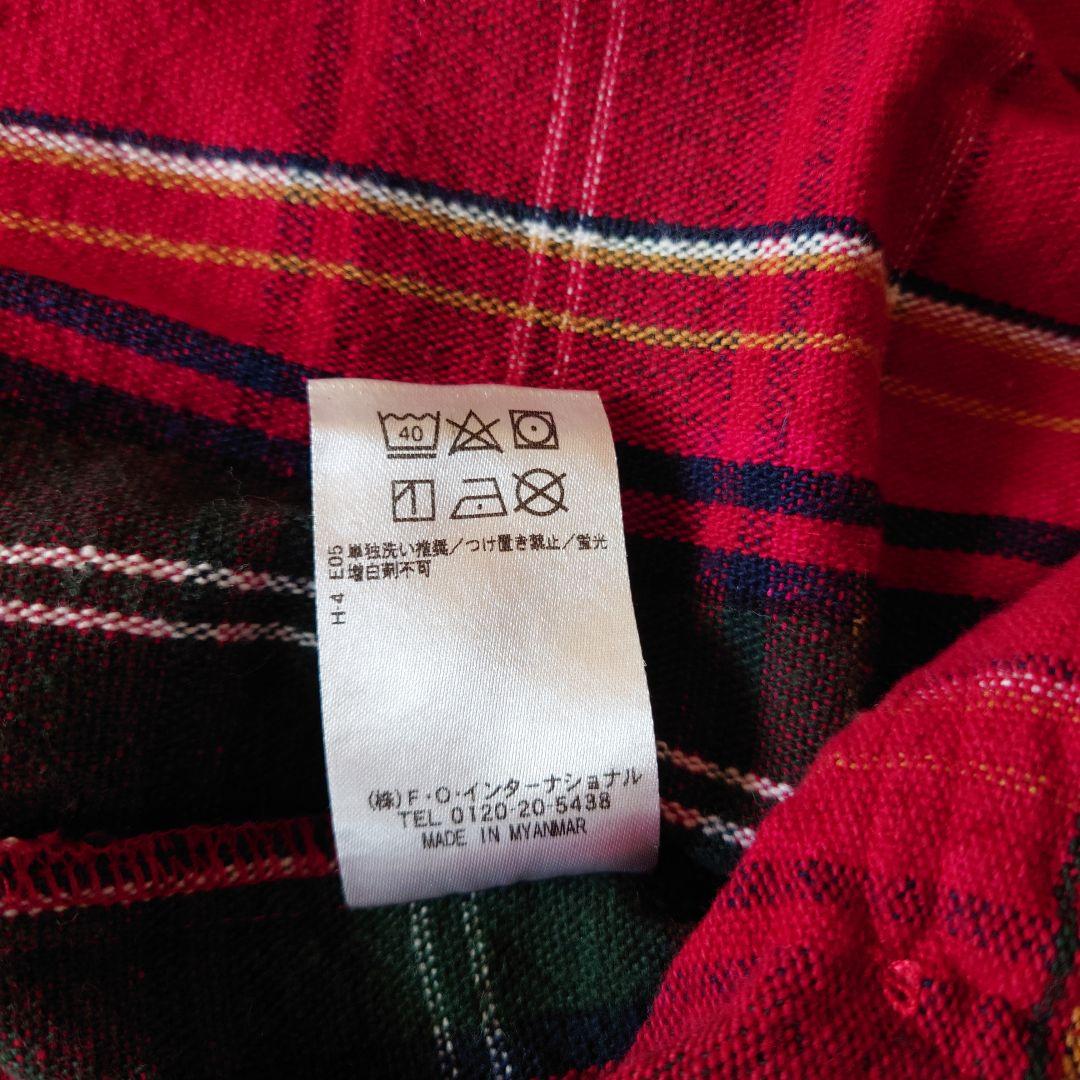 40
単独洗い推奨/つけ置き禁止/蛍光
増白剤不可
H-4 E05
(株)F・O・インターナショナル
TEL 0120-20-5438
MADE IN MYANMAR